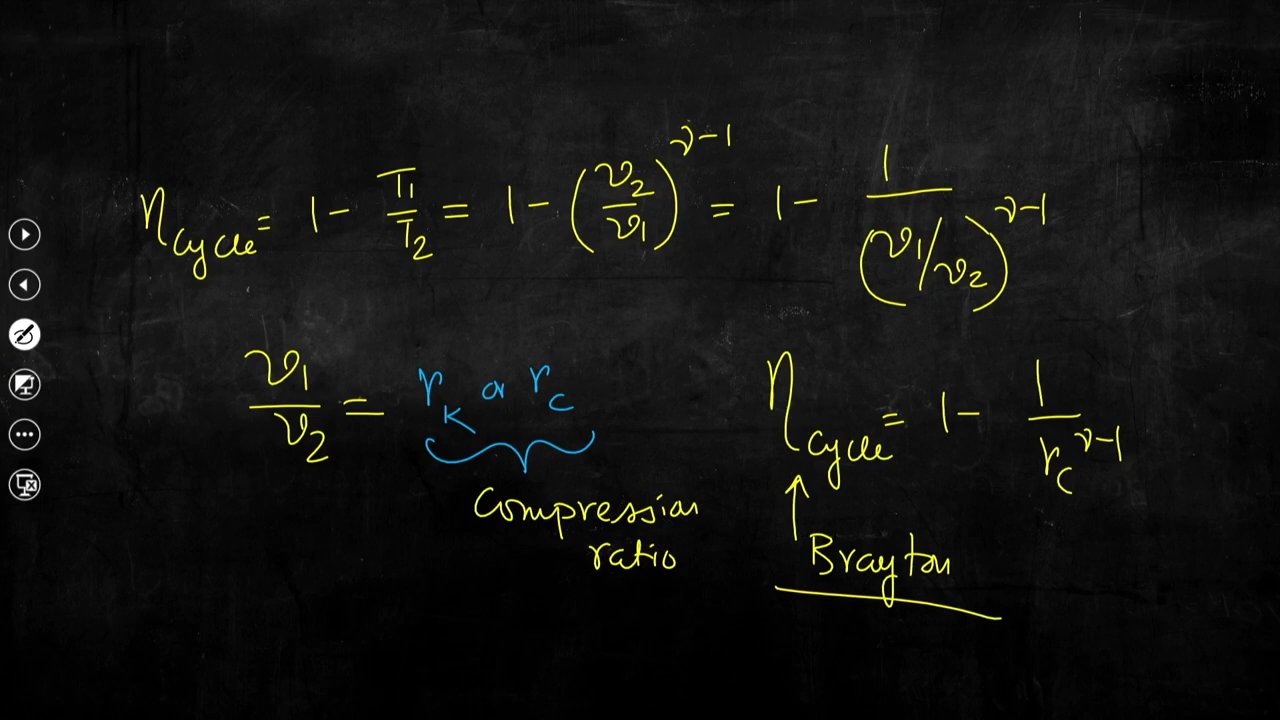 η_cycle = 1 - T₁/T₂ = 1 - (v₂/v₁)^(γ-1) = 1 - 1/(v₁/v₂)^(γ-1)
v₁/v₂ = r_K or r_c
η_cycle = 1 - 1/r_c^(γ-1)
Compression
ratio
Brayton